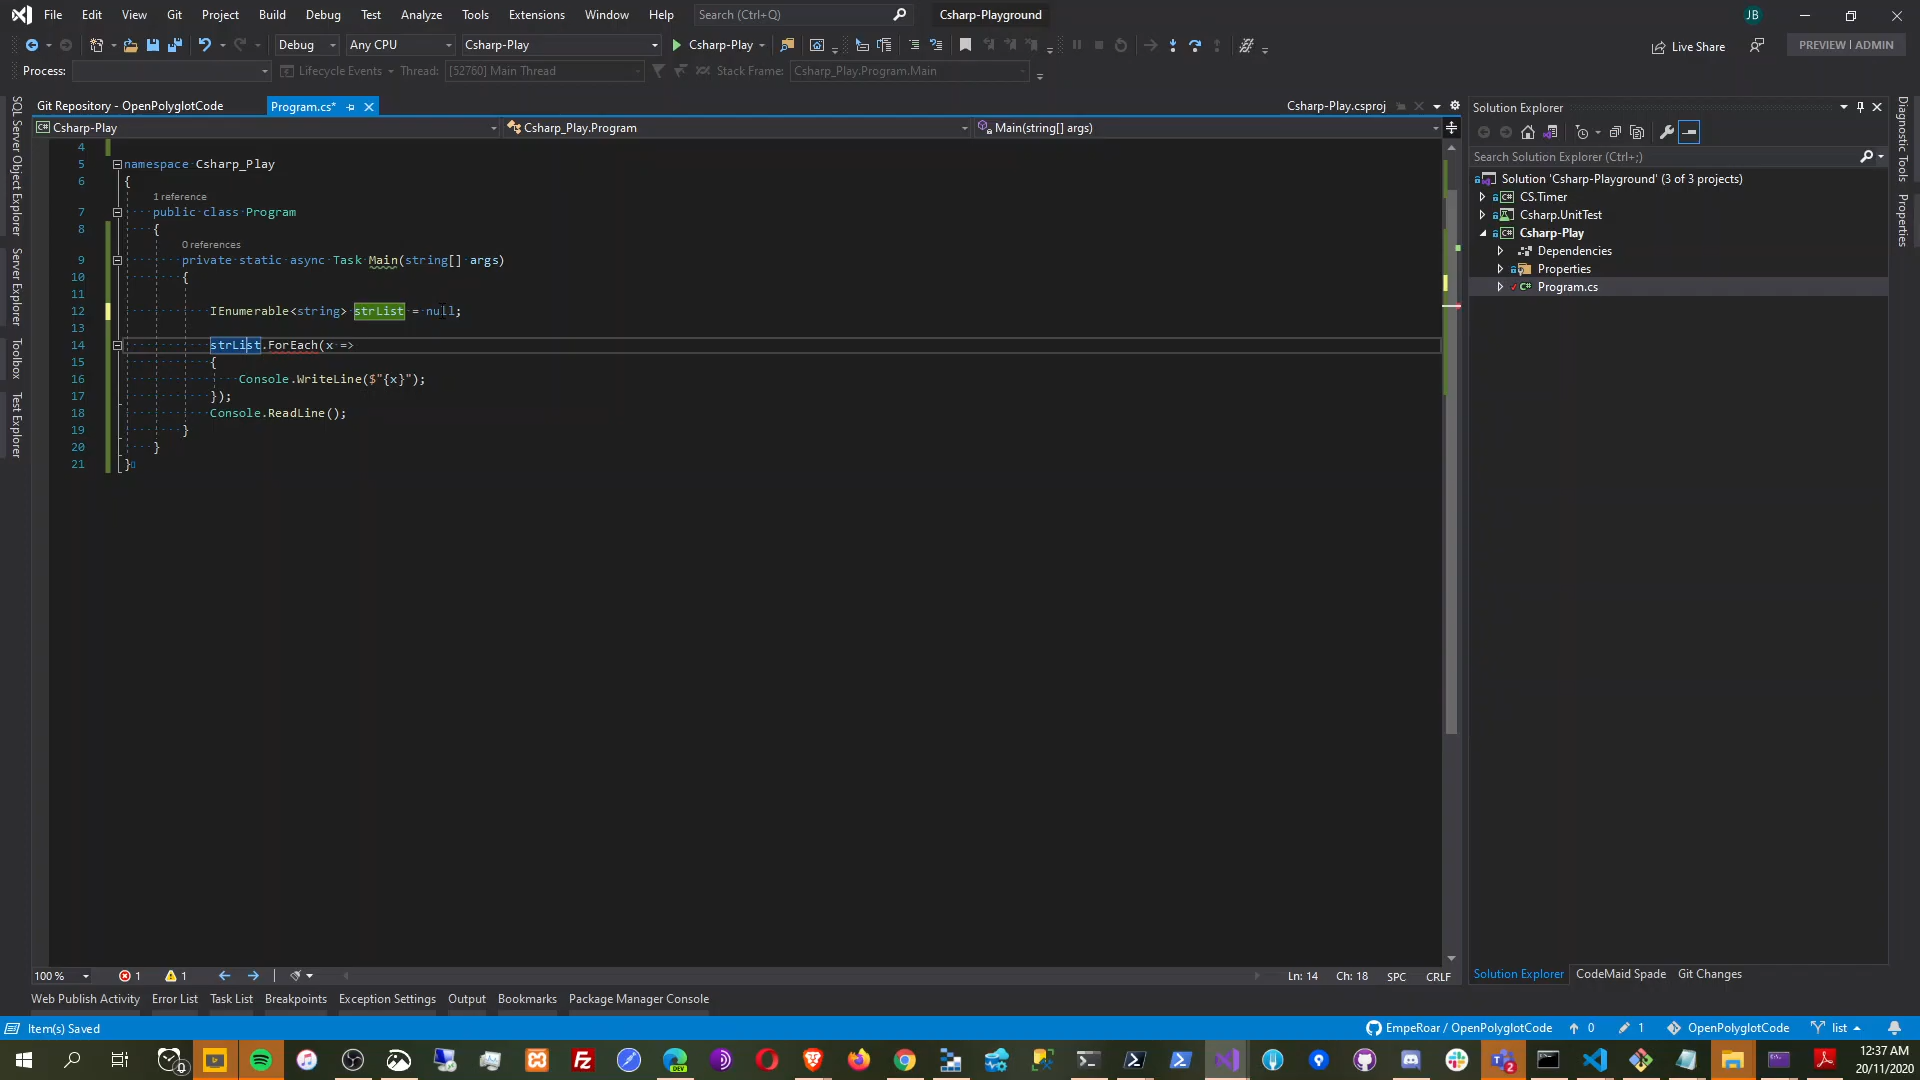 File Edit View Git Project Build Debug Test Analyze Tools Extensions Window Help Search (Ctrl+Q) Csharp-Playground JB
Debug Any CPU Csharp-Play Csharp-Play Live Share PREVIEW | ADMIN
Process: Lifecycle Events Thread: [52760] Main Thread Stack Frame: Csharp_Play.Program.Main
Git Repository - OpenPolyglotCode Program.cs* Csharp-Play.csproj
Csharp-Play Csharp_Play.Program Main(string[] args)
4
5 namespace Csharp_Play
6 {
1 reference
7 public class Program
8 {
0 references
9 private static async Task Main(string[] args)
10 {
11
12 IEnumerable<string> strList = null;
13
14 strList.ForEach(x =>
15 {
16 Console.WriteLine($"{x}");
17 });
18 Console.ReadLine();
19 }
20 }
21 }
SQL Server Object Explorer
Server Explorer
Toolbox
Test Explorer
Solution Explorer
Search Solution Explorer (Ctrl+;)
Solution 'Csharp-Playground' (3 of 3 projects)
CS.Timer
Csharp.UnitTest
Csharp-Play
Dependencies
Properties
Program.cs
Diagnostic Tools
Properties
100 % 1 1 Ln: 14 Ch: 18 SPC CRLF
Solution Explorer CodeMaid Spade Git Changes
Web Publish Activity Error List Task List Breakpoints Exception Settings Output Bookmarks Package Manager Console
Item(s) Saved EmpeRoar / OpenPolyglotCode 0 1 OpenPolyglotCode list
DEV
12:37 AM
20/11/2020